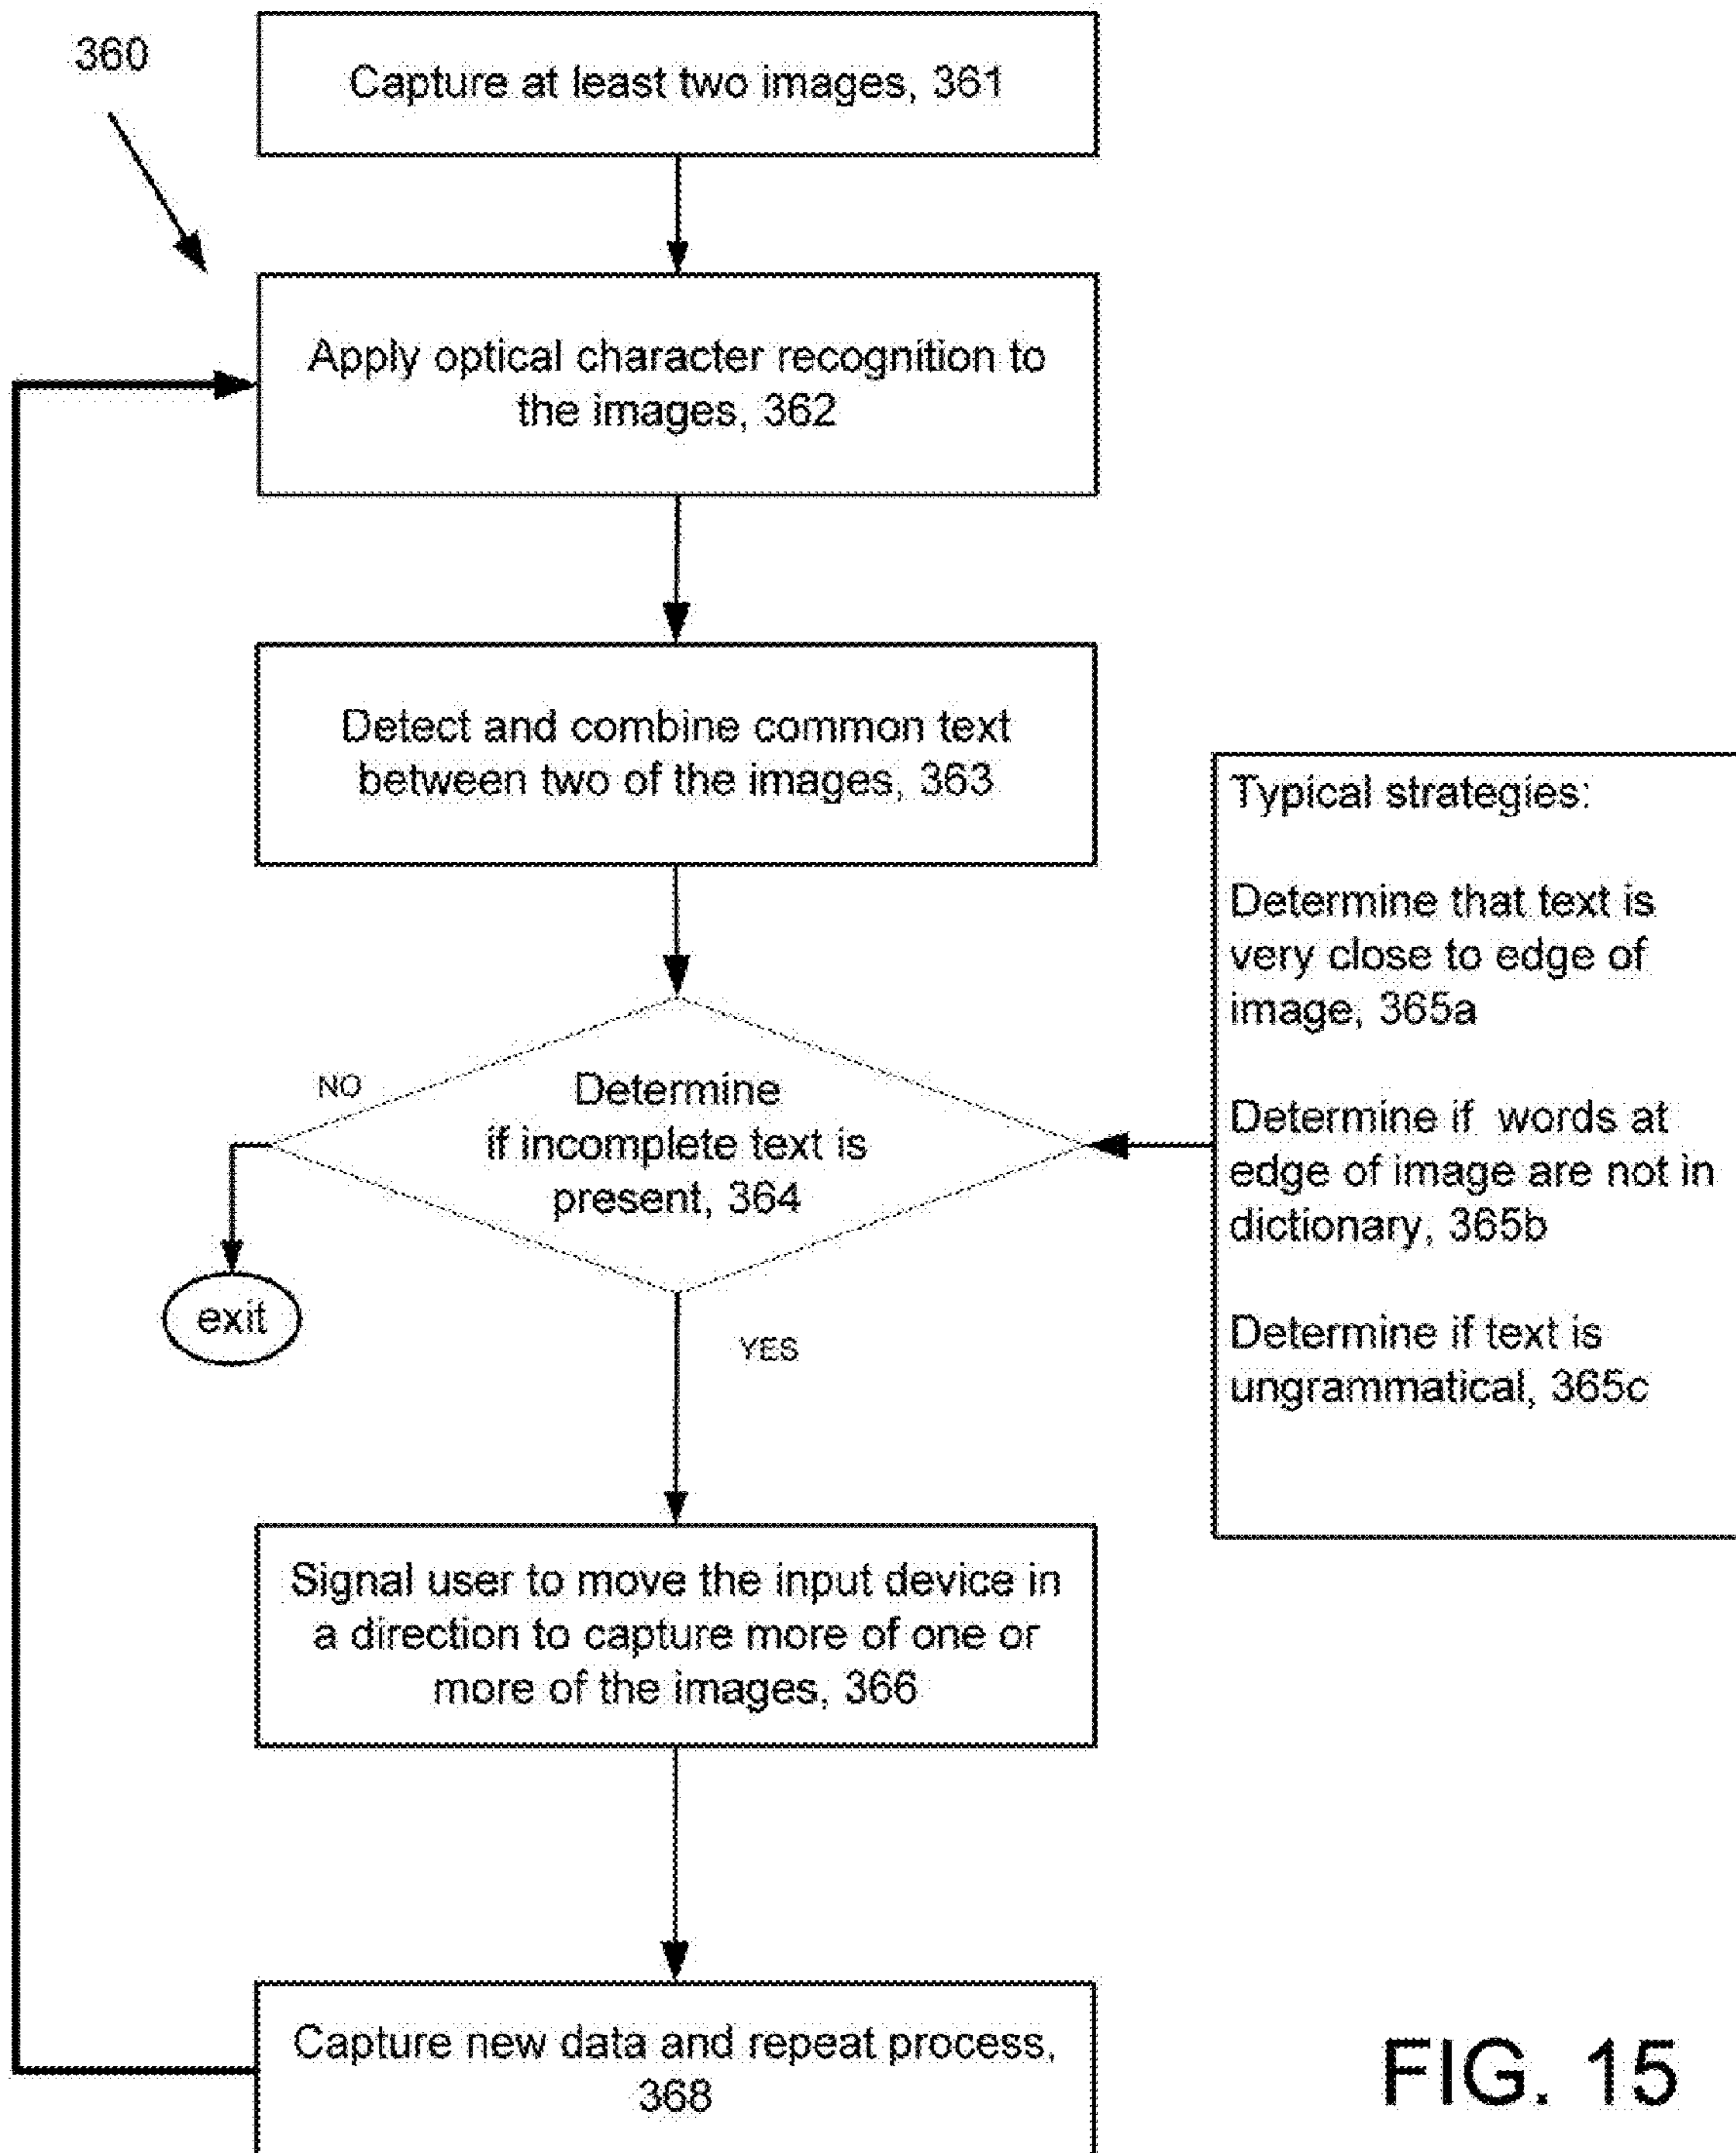 360
Capture at least two images, 361
Apply optical character recognition to
the images, 362
Detect and combine common text
between two of the images, 363
Typical strategies:
Determine that text is
very close to edge of
image, 365a
Determine if words at
edge of image are not in
dictionary, 365b
Determine if text is
ungrammatical, 365c
NO
Determine
if incomplete text is
present, 364
exit
YES
Signal user to move the input device in
a direction to capture more of one or
more of the images, 366
Capture new data and repeat process,
368
FIG. 15